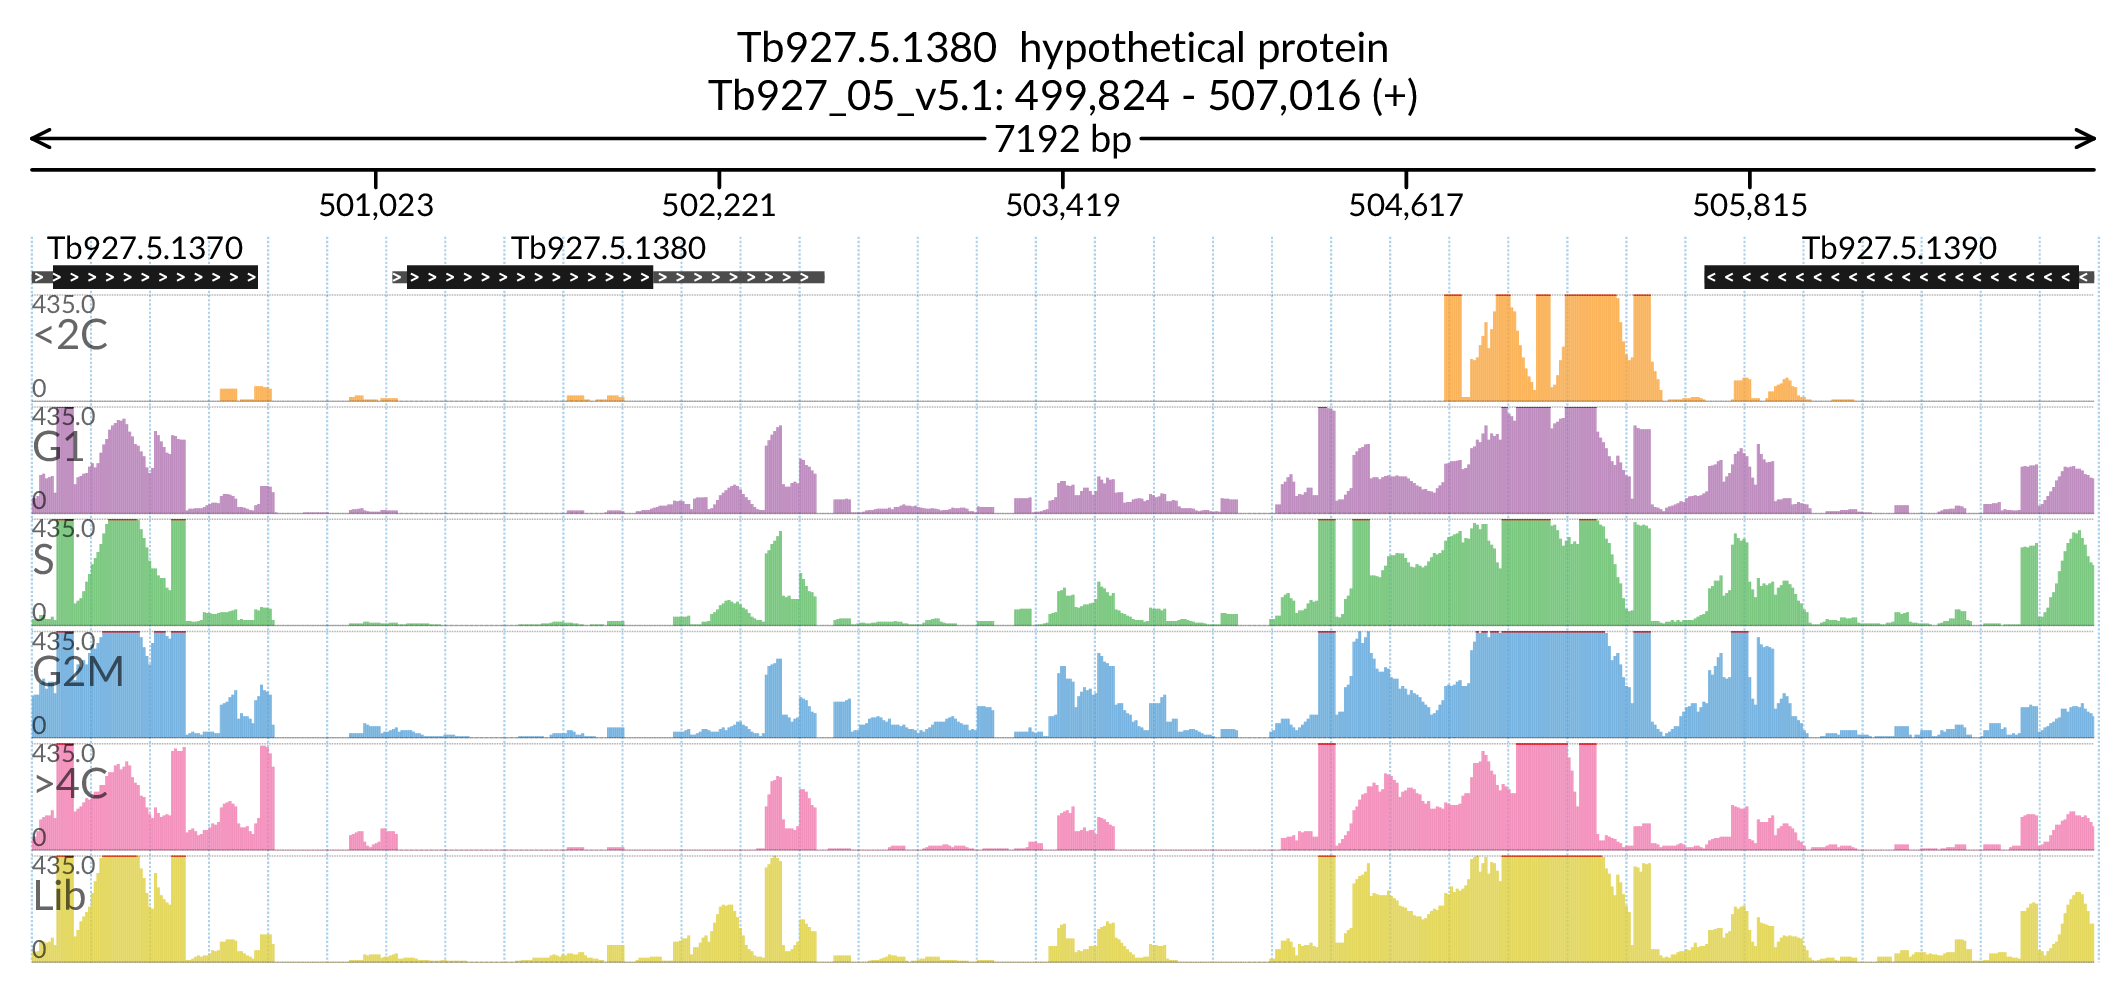 Tb927.5.1380 hypothetical protein
Tb927_05_v5.1: 499,824 - 507,016 (+)
7192 bp
501,023 502,221 503,419 504,617 505,815
Tb927.5.1370 Tb927.5.1380 Tb927.5.1390
435.0
<2C
0
435.0
G1
0
435.0
S
0
435.0
G2M
0
435.0
>4C
0
435.0
Lib
0